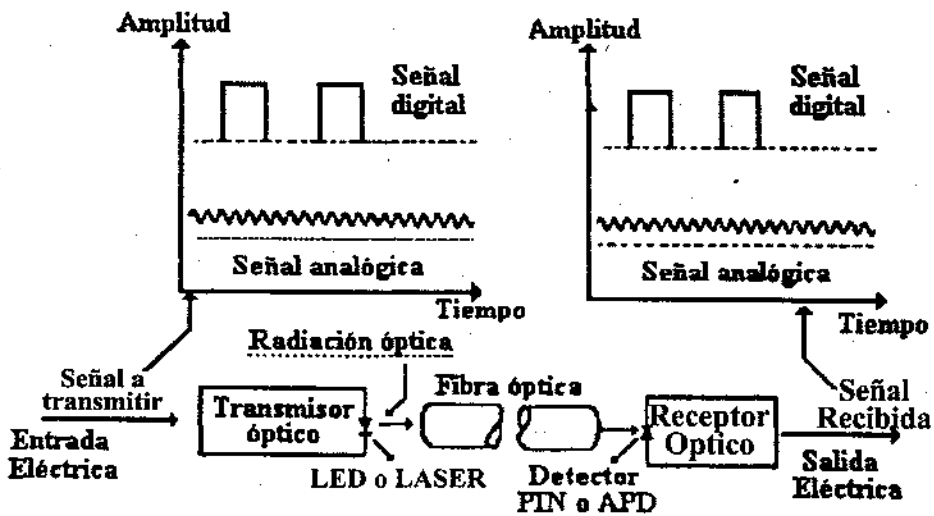 Amplitud
Señal
digital
Señal analógica
Tiempo
Amplitud
Señal
digital
Señal analógica
Tiempo
Radiación óptica
Señal a
transmitir
Entrada
Eléctrica
Transmisor
óptico
LED o LASER
Fibra óptica
Detector
PIN o APD
Receptor
Optico
Señal
Recibida
Salida
Eléctrica